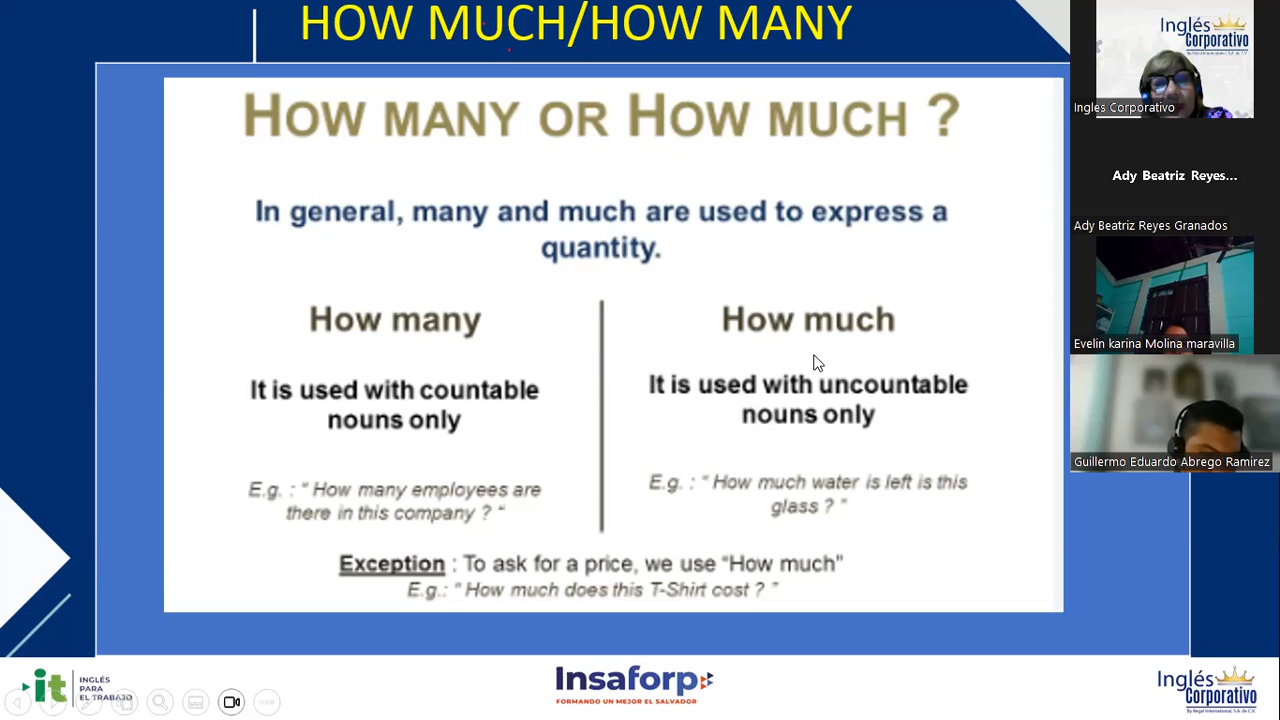 HOW MUCH/HOW MANY
HOW MANY OR HOW MUCH ?
In general, many and much are used to express a
quantity.
How many
It is used with countable
nouns only
E.g. : “ How many employees are
there in this company ? “
How much
It is used with uncountable
nouns only
E.g. : “ How much water is left is this
glass ? ”
Exception : To ask for a price, we use “How much”
E.g.: “ How much does this T-Shirt cost ? ”
Inglés
Corporativo
By Regal International, S.A. de C.V.
Ingles Corporativo
Ady Beatriz Reyes...
Ady Beatriz Reyes Granados
Evelin karina Molina maravilla
Guillermo Eduardo Abrego Ramirez
it
INGLÉS
PARA
EL TRABAJO
Insaforp
FORMANDO UN MEJOR EL SALVADOR
Inglés
Corporativo
By Regal International, S.A. de C.V.